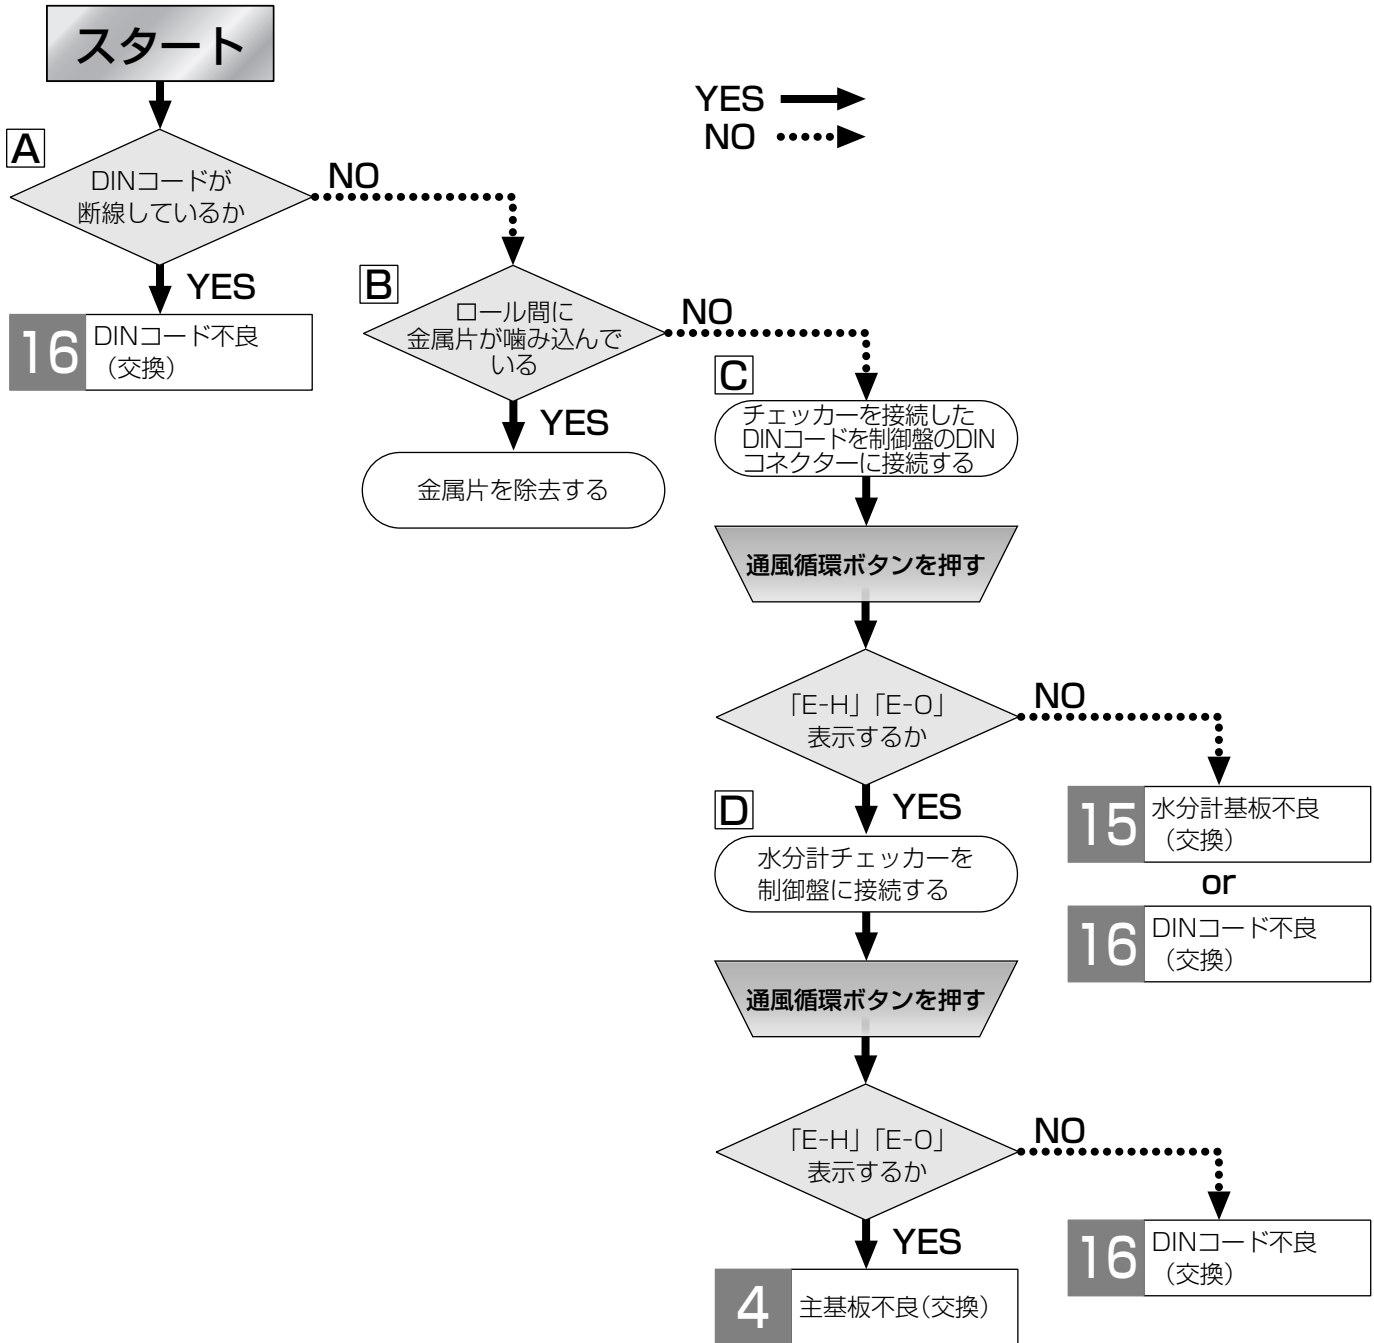 スタート
YES
NO
A
DINコードが
断線しているか
NO
YES
16
DINコード不良
（交換）
B
ロール間に
金属片が噛み込んで
いる
NO
YES
金属片を除去する
C
チェッカーを接続した
DINコードを制御盤のDIN
コネクターに接続する
通風循環ボタンを押す
「E-H」「E-O」
表示するか
NO
15
水分計基板不良
（交換）
or
16
DINコード不良
（交換）
YES
D
水分計チェッカーを
制御盤に接続する
通風循環ボタンを押す
「E-H」「E-O」
表示するか
NO
16
DINコード不良
（交換）
YES
4
主基板不良（交換）